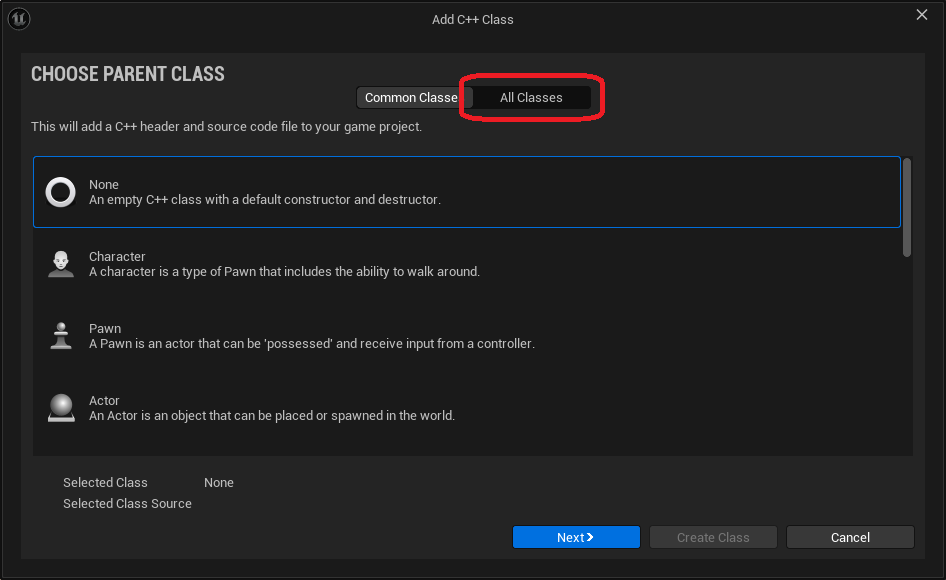 Add C++ Class
CHOOSE PARENT CLASS
Common Classe
All Classes
This will add a C++ header and source code file to your game project.
None
An empty C++ class with a default constructor and destructor.
Character
A character is a type of Pawn that includes the ability to walk around.
Pawn
A Pawn is an actor that can be 'possessed' and receive input from a controller.
Actor
An Actor is an object that can be placed or spawned in the world.
Selected Class None
Selected Class Source
Next
Create Class
Cancel